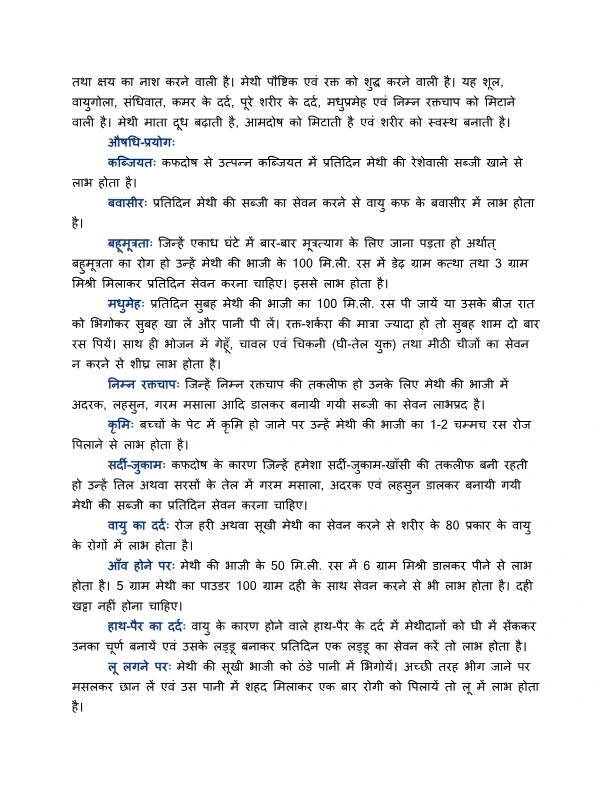 तथा क्षय का नाश करने वाली है। मेथी पौष्टिक एवं रक्त को शुद्ध करने वाली है। यह शूल,
वायुगोला, संधिवात, कमर के दर्द, पूरे शरीर के दर्द, मधुप्रमेह एवं निम्न रक्तचाप को मिटाने
वाली है। मेथी माता दूध बढ़ाती है, आमदोष को मिटाती है एवं शरीर को स्वस्थ बनाती है।
औषधि-प्रयोगः
कब्जियतः कफदोष से उत्पन्न कब्जियत में प्रतिदिन मेथी की रेशेवाली सब्जी खाने से
लाभ होता है।
बवासीरः प्रतिदिन मेथी की सब्जी का सेवन करने से वायु कफ के बवासीर में लाभ होता
है।
बहूमूत्रताः जिन्हें एकाध घंटे में बार-बार मूत्रत्याग के लिए जाना पड़ता हो अर्थात्
बहुमूत्रता का रोग हो उन्हें मेथी की भाजी के 100 मि.ली. रस में डेढ़ ग्राम कत्था तथा 3 ग्राम
मिश्री मिलाकर प्रतिदिन सेवन करना चाहिए। इससे लाभ होता है।
मधुमेहः प्रतिदिन सुबह मेथी की भाजी का 100 मि.ली. रस पी जायें या उसके बीज रात
को भिगोकर सुबह खा लें और पानी पी लें। रक्त-शर्करा की मात्रा ज्यादा हो तो सुबह शाम दो बार
रस पियें। साथ ही भोजन में गेहूँ, चावल एवं चिकनी (घी-तेल युक्त) तथा मीठी चीजों का सेवन
न करने से शीघ्र लाभ होता है।
निम्न रक्तचापः जिन्हें निम्न रक्तचाप की तकलीफ हो उनके लिए मेथी की भाजी में
अदरक, लहसुन, गरम मसाला आदि डालकर बनायी गयी सब्जी का सेवन लाभप्रद है।
कृमिः बच्चों के पेट में कृमि हो जाने पर उन्हें मेथी की भाजी का 1-2 चम्मच रस रोज
पिलाने से लाभ होता है।
सर्दी-जुकामः कफदोष के कारण जिन्हें हमेशा सर्दी-जुकाम-खाँसी की तकलीफ बनी रहती
हो उन्हें तिल अथवा सरसों के तेल में गरम मसाला, अदरक एवं लहसुन डालकर बनायी गयी
मेथी की सब्जी का प्रतिदिन सेवन करना चाहिए।
वायु का दर्दः रोज हरी अथवा सूखी मेथी का सेवन करने से शरीर के 80 प्रकार के वायु
के रोगों में लाभ होता है।
आँव होने परः मेथी की भाजी के 50 मि.ली. रस में 6 ग्राम मिश्री डालकर पीने से लाभ
होता है। 5 ग्राम मेथी का पाउडर 100 ग्राम दही के साथ सेवन करने से भी लाभ होता है। दही
खट्टा नहीं होना चाहिए।
हाथ-पैर का दर्दः वायु के कारण होने वाले हाथ-पैर के दर्द में मेथीदानों को घी में सेंककर
उनका चूर्ण बनायें एवं उसके लड्डू बनाकर प्रतिदिन एक लड्डू का सेवन करें तो लाभ होता है।
लू लगने परः मेथी की सूखी भाजी को ठंडे पानी में भिगोयें। अच्छी तरह भीग जाने पर
मसलकर छान लें एवं उस पानी में शहद मिलाकर एक बार रोगी को पिलायें तो लू में लाभ होता
है।